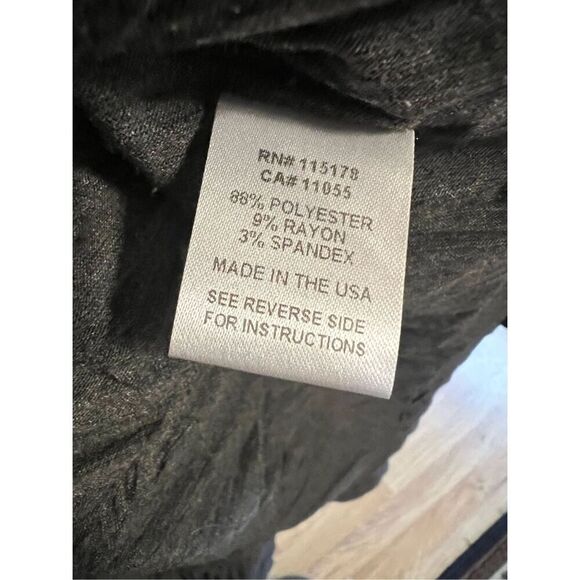 RN# 115178
CA# 11055
88% POLYESTER
9% RAYON
3% SPANDEX
MADE IN THE USA
SEE REVERSE SIDE
FOR INSTRUCTIONS